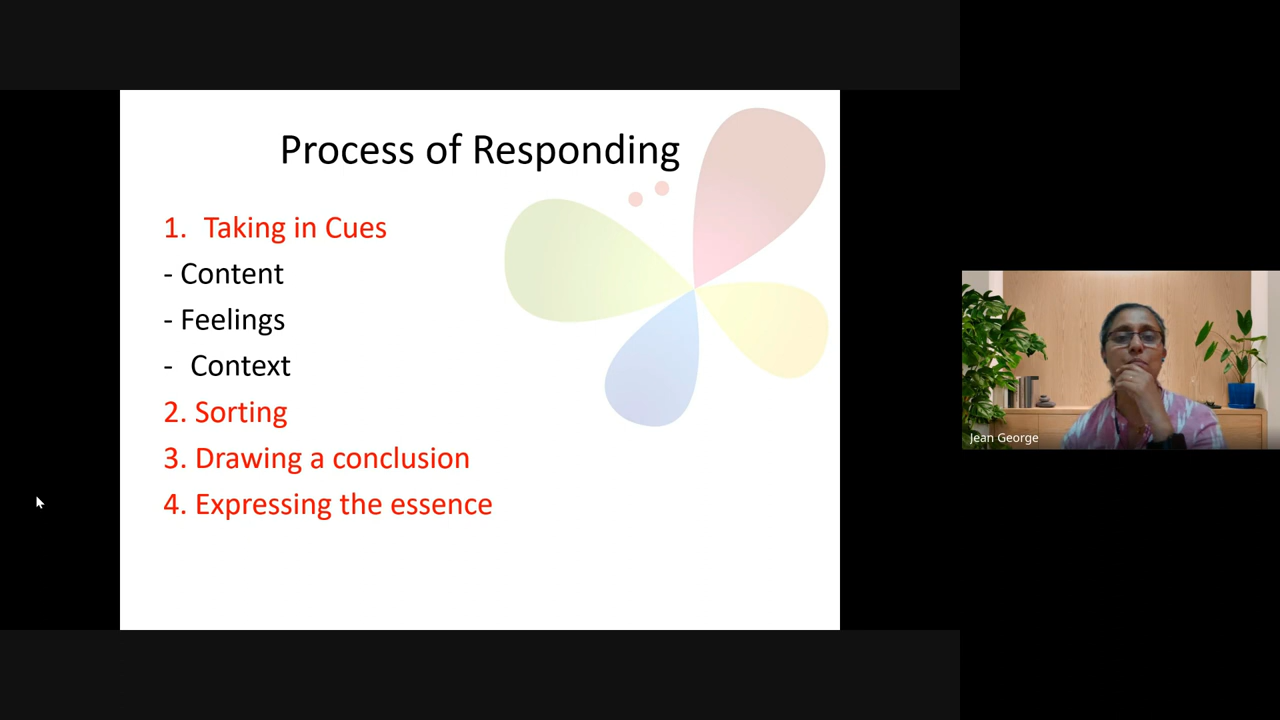 Process of Responding
1. Taking in Cues
- Content
- Feelings
- Context
2. Sorting
3. Drawing a conclusion
4. Expressing the essence
Jean George